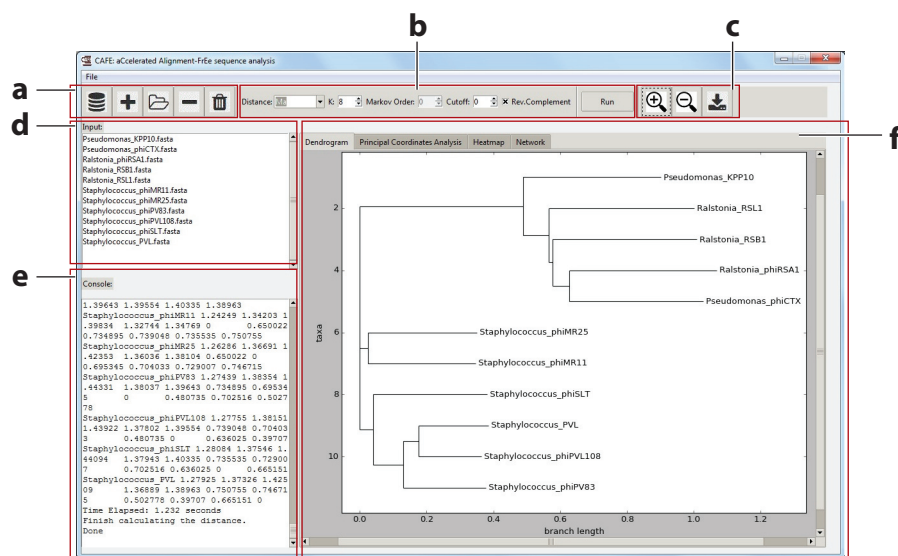 b
c
CAFE: aCcelerated Alignment-FrEe sequence analysis
File
a
Distance: K: 8 Markov Order: 0 Cutoff: 0 Rev.Complement Run
d
f
Input:
Pseudomonas_KPP10.fasta
Pseudomonas_phiCTX.fasta
Ralstonia_phiRSA1.fasta
Ralstonia_RSB1.fasta
Ralstonia_RSL1.fasta
Staphylococcus_phiMR11.fasta
Staphylococcus_phiMR25.fasta
Staphylococcus_phiPV83.fasta
Staphylococcus_phiPVL108.fasta
Staphylococcus_phiSLT.fasta
Staphylococcus_PVL.fasta
e
Console:
1.39643 1.39554 1.40335 1.38963
Staphylococcus_phiMR11 1.24249 1.34203 1
.39834 1.32744 1.34769 0 0.650022
0.734895 0.739048 0.735535 0.750755
Staphylococcus_phiMR25 1.26286 1.36691 1
.42353 1.36036 1.38104 0.650022 0
0.695345 0.704033 0.729007 0.746715
Staphylococcus_phiPV83 1.27439 1.38354 1
.44331 1.38037 1.39643 0.734895 0.69534
5 0 0.480735 0.702516 0.5027
78
Staphylococcus_phiPVL108 1.27755 1.38151
1.43922 1.37802 1.39554 0.739048 0.70403
3 0.480735 0 0.636025 0.39707
Staphylococcus_phiSLT 1.28084 1.37546 1.
44094 1.37943 1.40335 0.735535 0.72900
7 0.702516 0.636025 0 0.665151
Staphylococcus_PVL 1.27925 1.37326 1.425
09 1.36889 1.38963 0.750755 0.74671
5 0.502778 0.39707 0.665151 0
Time Elapsed: 1.232 seconds
Finish calculating the distance.
Done
Dendrogram Principal Coordinates Analysis Heatmap Network
Pseudomonas_KPP10
2
Ralstonia_RSL1
Ralstonia_RSB1
4
Ralstonia_phiRSA1
Pseudomonas_phiCTX
taxa
6
Staphylococcus_phiMR25
Staphylococcus_phiMR11
8
Staphylococcus_phiSLT
Staphylococcus_PVL
10
Staphylococcus_phiPVL108
Staphylococcus_phiPV83
0.0 0.2 0.4 0.6 0.8 1.0 1.2
branch length